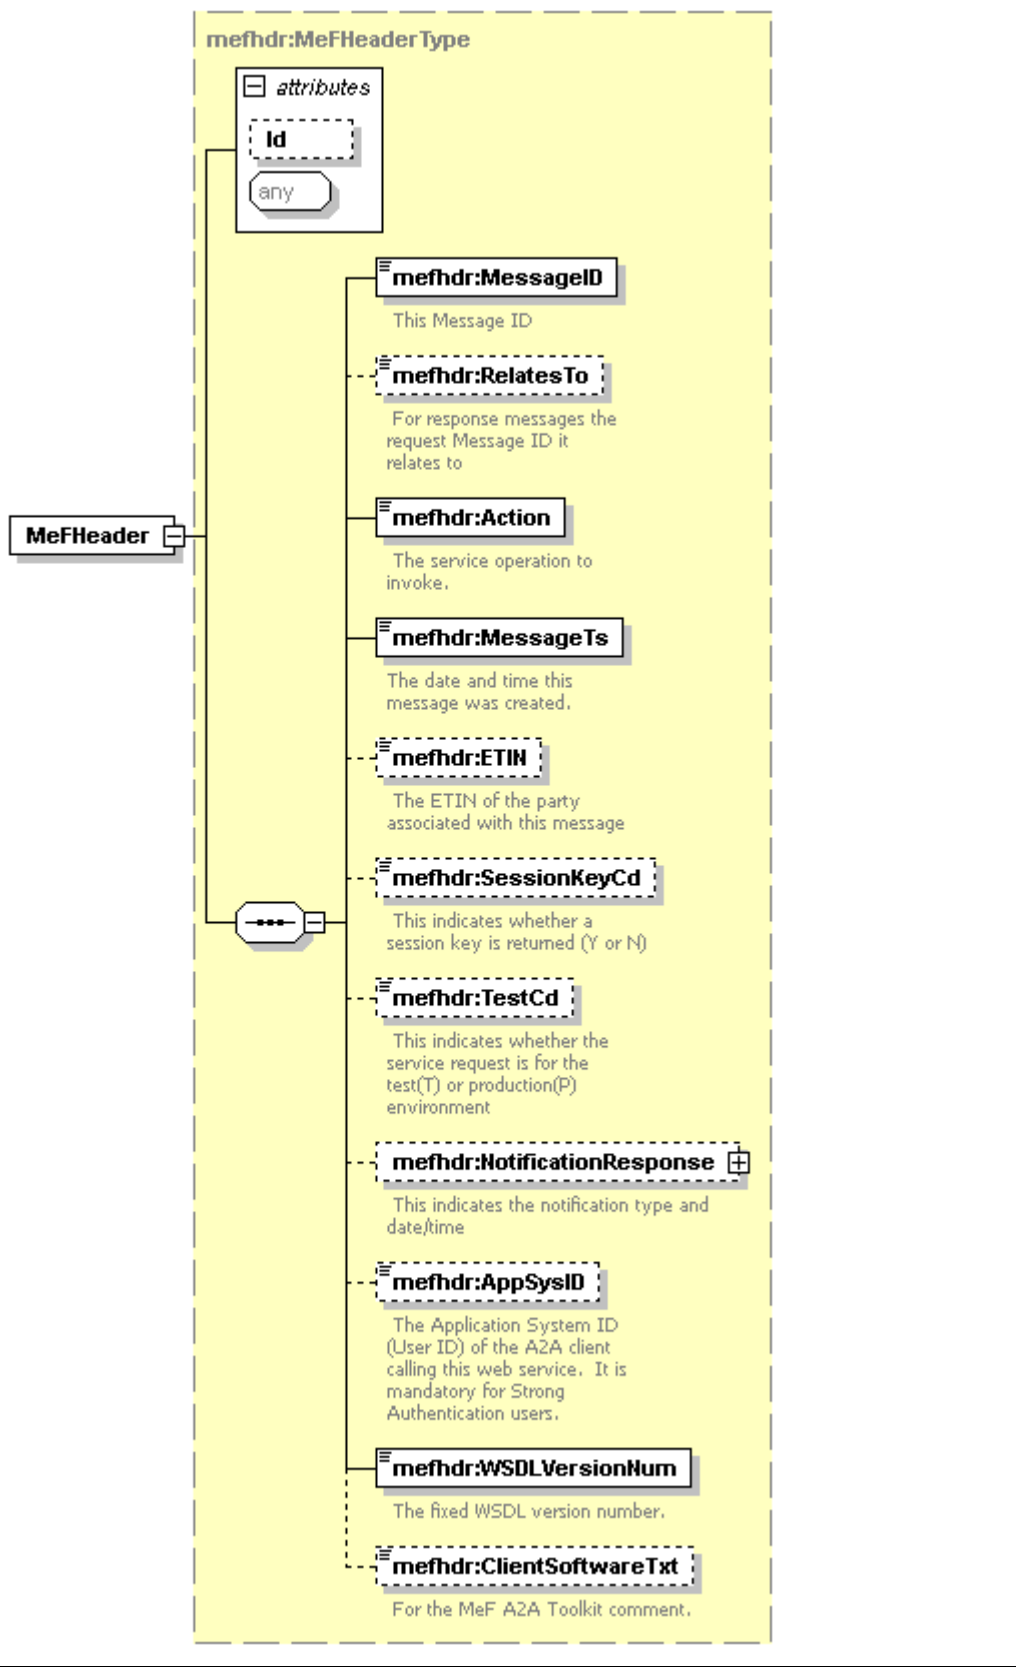 mefhdr:MeFHeaderType
attributes
Id
any
mefhdr:MessageID
This Message ID
mefhdr:RelatesTo
For response messages the
request Message ID it
relates to
MeFHeader
mefhdr:Action
The service operation to
invoke.
mefhdr:MessageTs
The date and time this
message was created.
mefhdr:ETIN
The ETIN of the party
associated with this message
mefhdr:SessionKeyCd
This indicates whether a
session key is returned (Y or N)
mefhdr:TestCd
This indicates whether the
service request is for the
test(T) or production(P)
environment
mefhdr:NotificationResponse
This indicates the notification type and
date/time
mefhdr:AppSysID
The Application System ID
(User ID) of the A2A client
calling this web service.  It is
mandatory for Strong
Authentication users.
mefhdr:WSDLVersionNum
The fixed WSDL version number.
mefhdr:ClientSoftwareTxt
For the MeF A2A Toolkit comment.